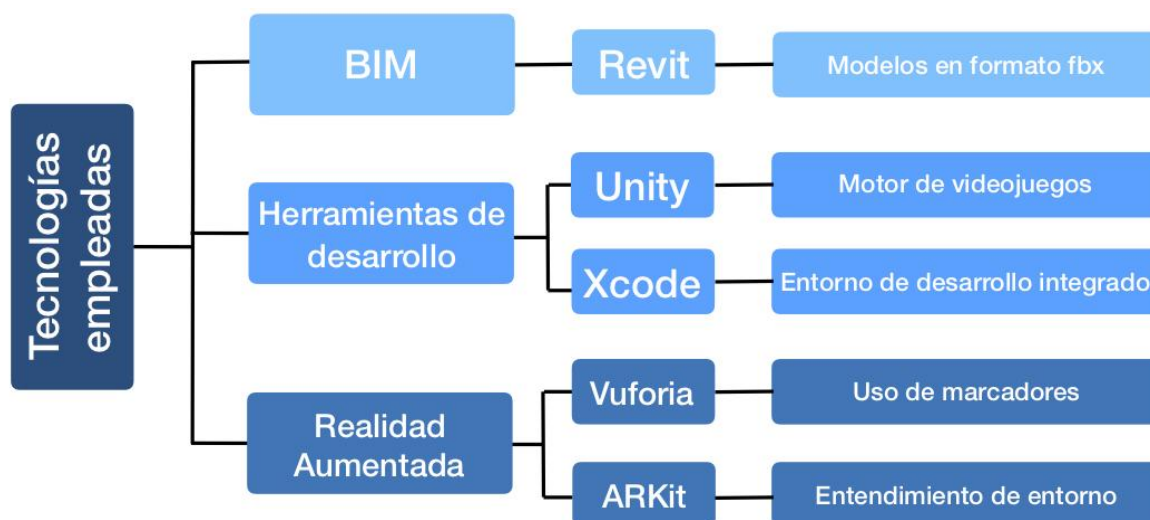 Tecnologías
empleadas
BIM
Revit
Modelos en formato fbx
Herramientas de
desarrollo
Unity
Motor de videojuegos
Xcode
Entorno de desarrollo integrado
Realidad
Aumentada
Vuforia
Uso de marcadores
ARKit
Entendimiento de entorno